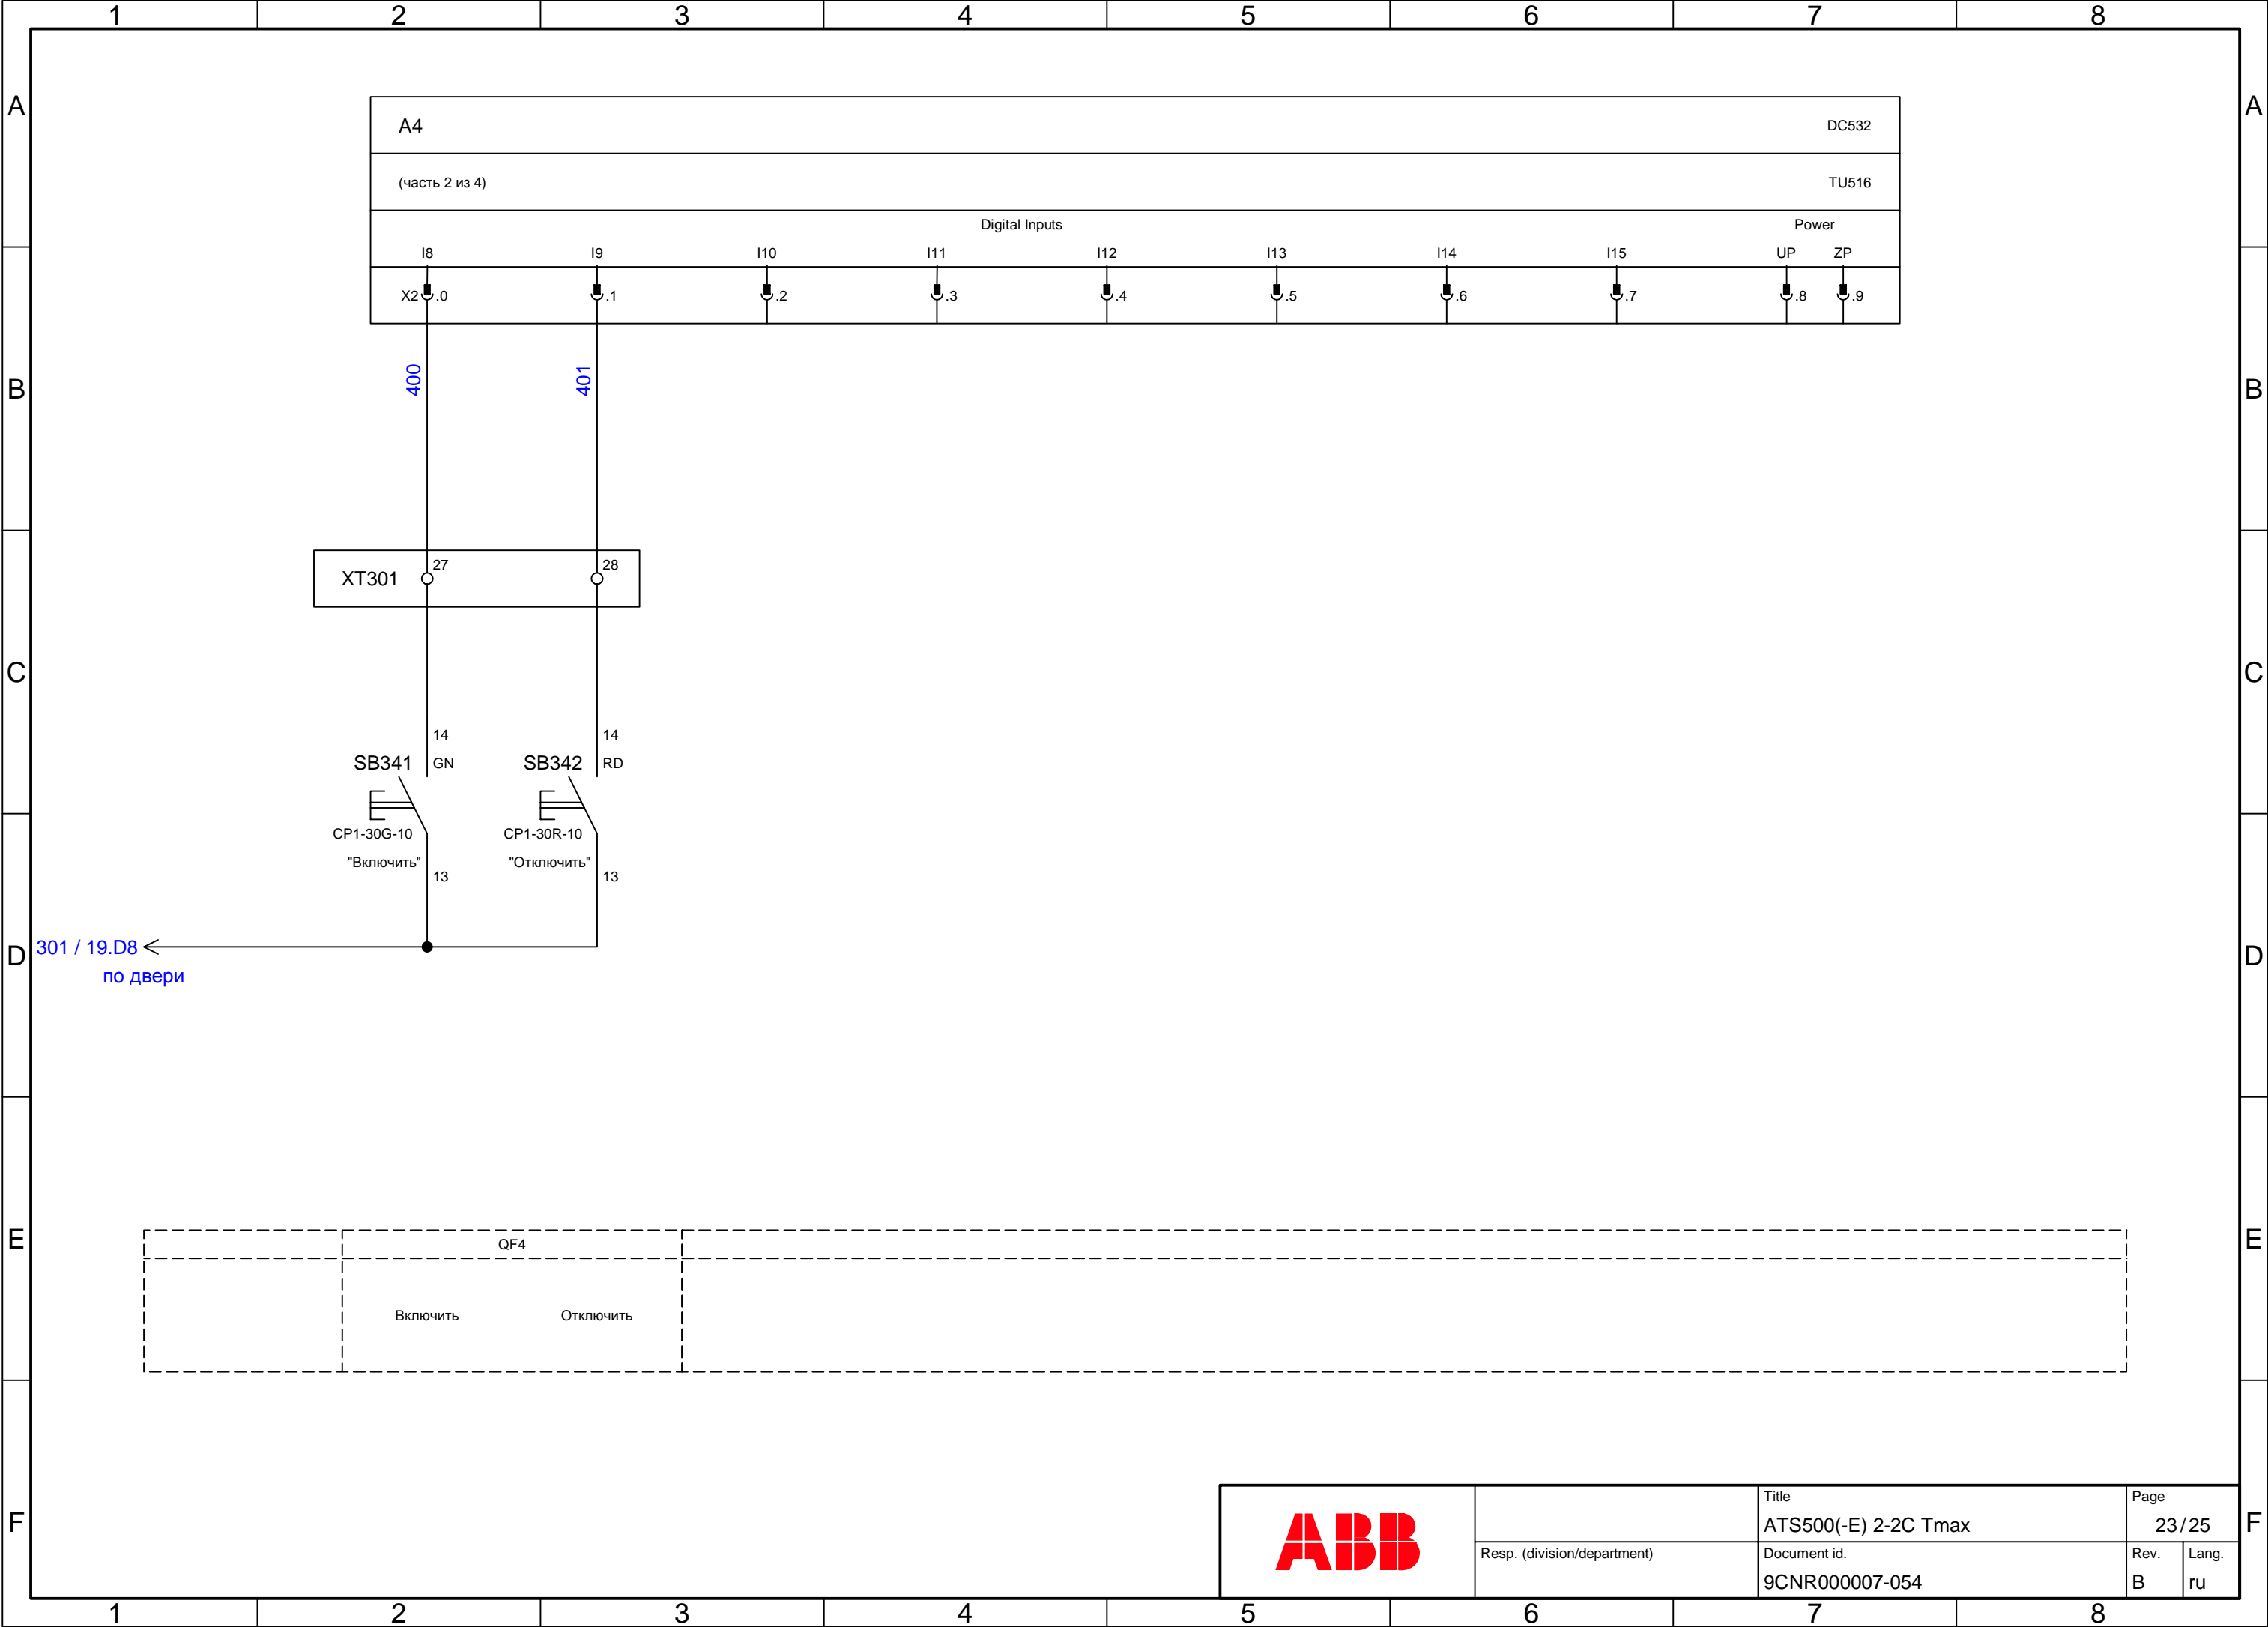 1 2 3 4 5 6 7 8
A A
A4 DC532
(часть 2 из 4) TU516
Digital Inputs Power
I8 I9 I10 I11 I12 I13 I14 I15 UP ZP
X2 .0 .1 .2 .3 .4 .5 .6 .7 .8 .9
400 401
B B
XT301 27 28
C C
14 14
SB341 GN SB342 RD
CP1-30G-10 CP1-30R-10
"Включить" "Отключить"
13 13
301 / 19.D8
D D
по двери
E E
QF4
Включить Отключить
F F
ABB
Title
ATS500(-E) 2-2C Tmax
Page
23/25
Resp. (division/department)
Document id.
9CNR000007-054
Rev.
B
Lang.
ru
1 2 3 4 5 6 7 8